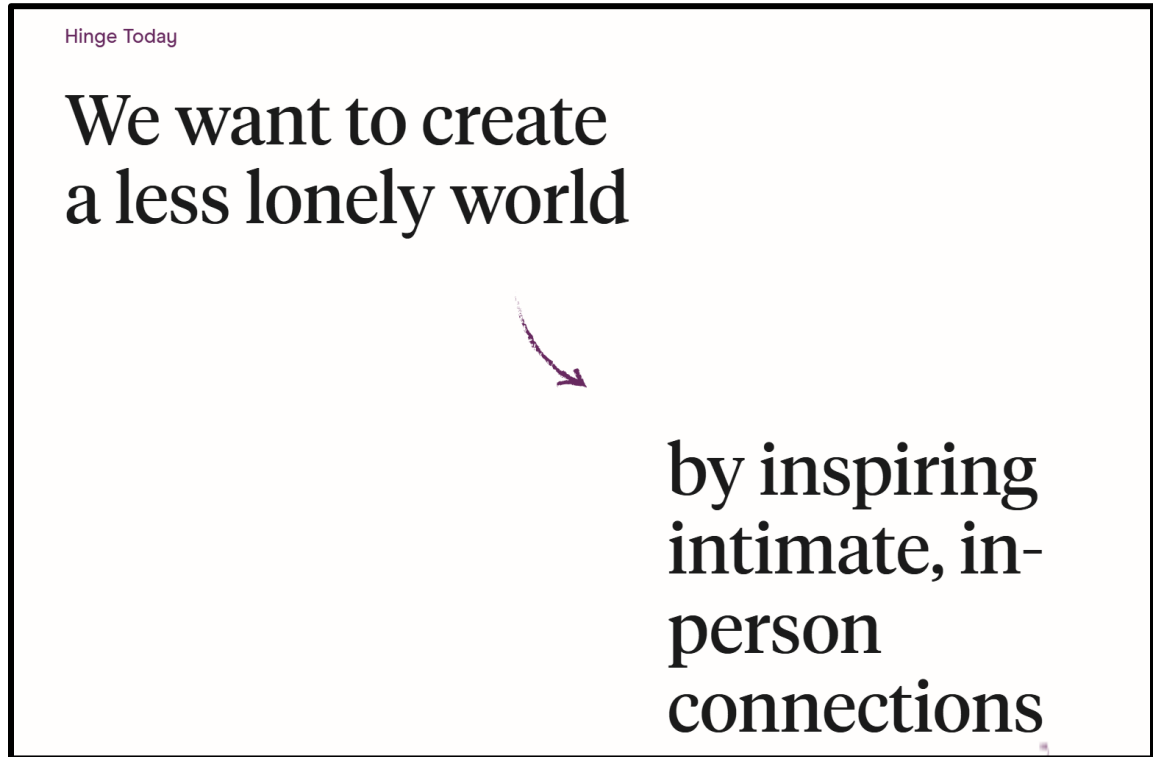 Hinge Today
We want to create
a less lonely world
by inspiring
intimate, in-
person
connections